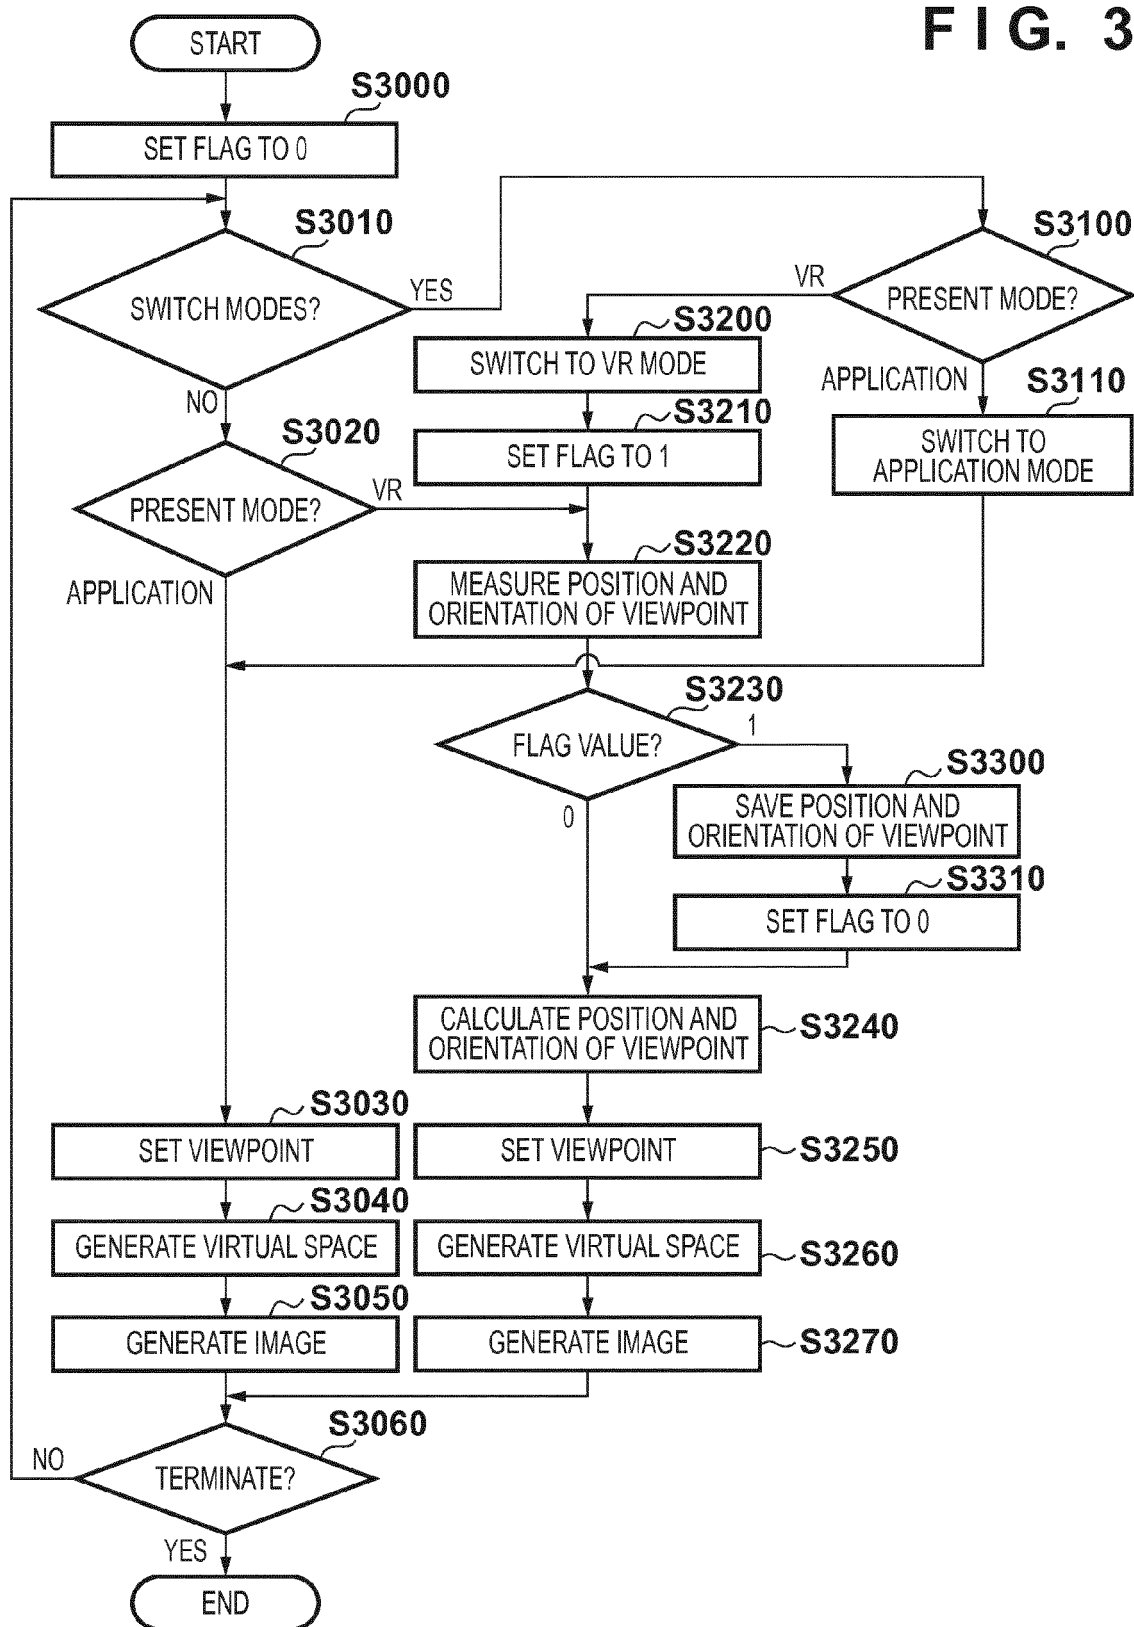 FIG. 3
START
S3000
SET FLAG TO 0
S3010
SWITCH MODES?
YES
NO
S3100
PRESENT MODE?
VR
APPLICATION
S3200
SWITCH TO VR MODE
S3110
SWITCH TO
APPLICATION MODE
S3210
SET FLAG TO 1
S3020
PRESENT MODE?
VR
APPLICATION
S3220
MEASURE POSITION AND
ORIENTATION OF VIEWPOINT
S3230
FLAG VALUE?
1
0
S3300
SAVE POSITION AND
ORIENTATION OF VIEWPOINT
S3310
SET FLAG TO 0
CALCULATE POSITION AND
ORIENTATION OF VIEWPOINT
S3240
S3030
SET VIEWPOINT
SET VIEWPOINT
S3250
S3040
GENERATE VIRTUAL SPACE
GENERATE VIRTUAL SPACE
S3260
S3050
GENERATE IMAGE
GENERATE IMAGE
S3270
S3060
TERMINATE?
NO
YES
END